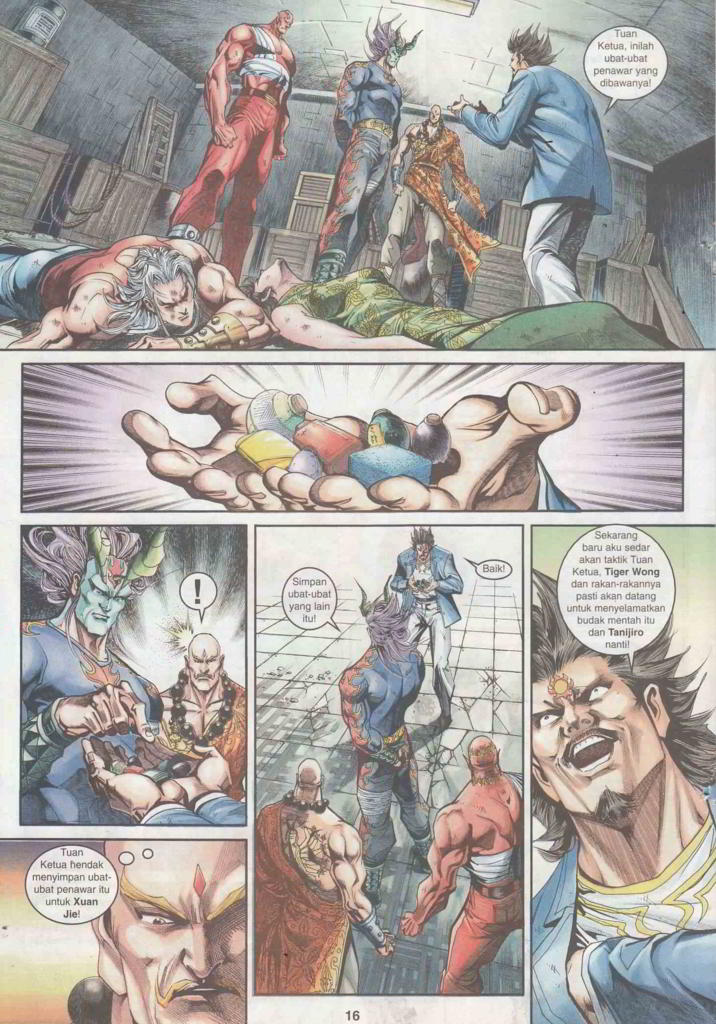 Tuan
Ketua, inilah
ubat-ubat
penawar yang
dibawanya!
!
Simpan
ubat-ubat
yang lain
itu!
Baik!
Sekarang
baru aku sedar
akan taktik Tuan
Ketua, Tiger Wong
dan rakan-rakannya
pasti akan datang
untuk menyelamatkan
budak mentah itu
dan Tanijiro
nanti!
Tuan
Ketua hendak
menyimpan ubat-
ubat penawar itu
untuk Xuan
Jie!
16